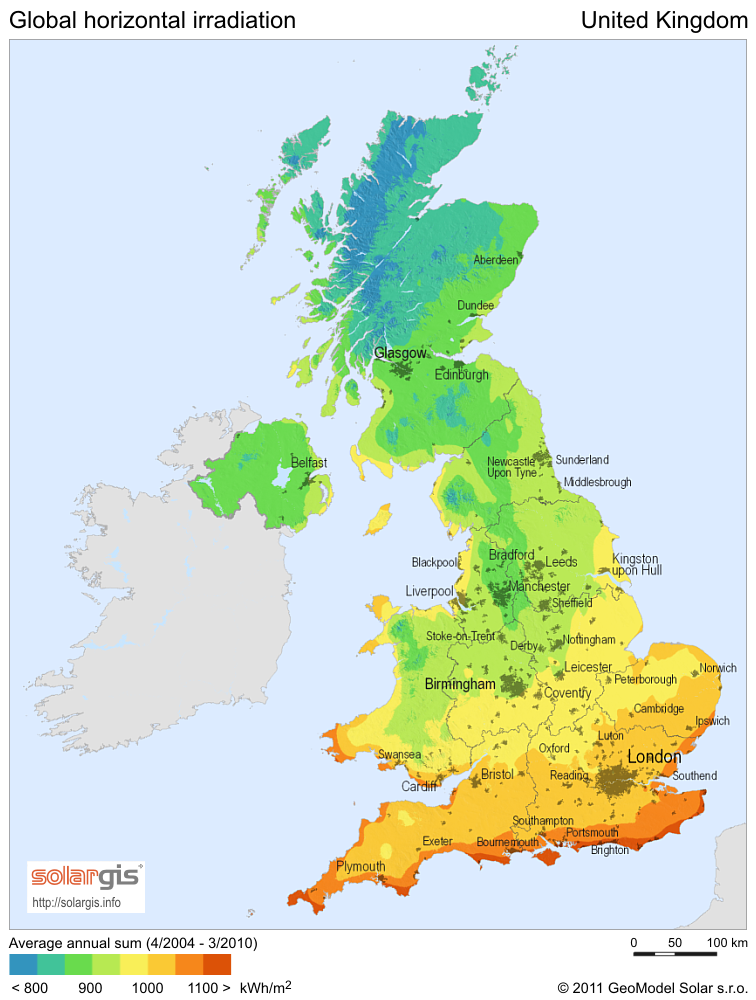 Global horizontal irradiation
United Kingdom
Aberdeen
Dundee
Glasgow
Edinburgh
Belfast
Newcastle
Upon Tyne
Sunderland
Middlesbrough
Blackpool
Bradford
Leeds
Kingston
upon Hull
Liverpool
Manchester
Sheffield
Stoke-on-Trent
Derby
Nottingham
Leicester
Peterborough
Norwich
Birmingham
Coventry
Cambridge
Ipswich
Luton
Swansea
Oxford
London
Cardiff
Bristol
Reading
Southend
Southampton
Exeter
Bournemouth
Portsmouth
Brighton
Plymouth
solargis
http://solargis.info
Average annual sum (4/2004 - 3/2010)
< 800 900 1000 1100 > kWh/m²
0 50 100 km
© 2011 GeoModel Solar s.r.o.